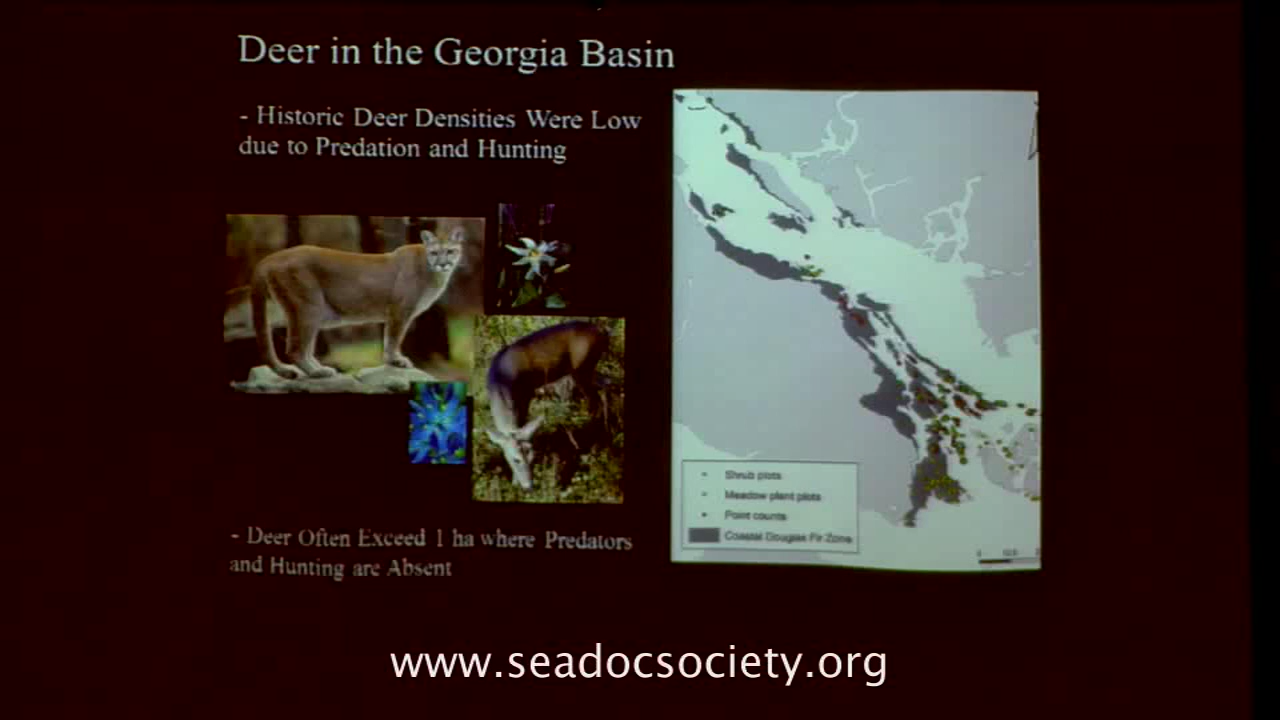 Deer in the Georgia Basin
- Historic Deer Densities Were Low
due to Predation and Hunting
- Deer Often Exceed 1 ha where Predators
and Hunting are Absent
Shrub plots
Meadow plant plots
Point counts
Coastal Douglas Fir Zone
0
www.seadocsociety.org